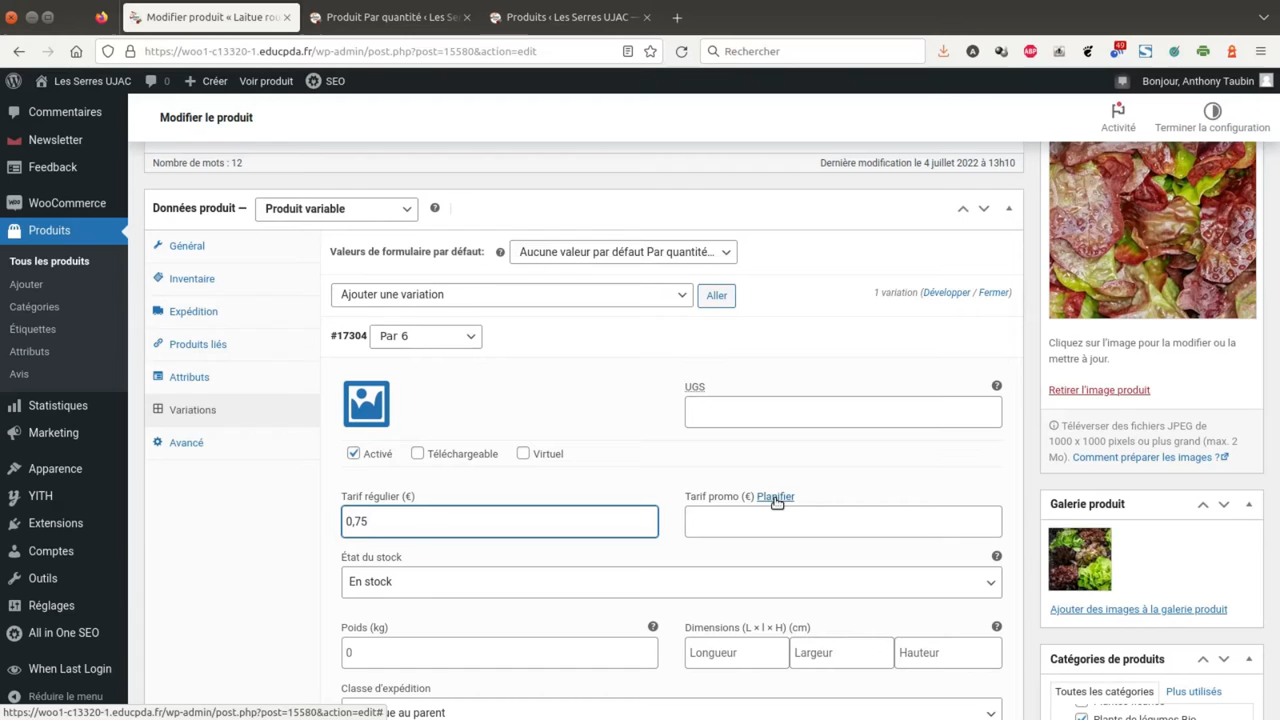 Modifier produit « Laitue rou
Produit Par quantité ‹ Les Se
Produits ‹ Les Serres UJAC —
https://woo1-c13320-1.educpda.fr/wp-admin/post.php?post=15580&action=edit
Rechercher
49
Les Serres UJAC
0
Créer
Voir produit
SEO
Bonjour, Anthony Taubin
Commentaires
Newsletter
Feedback
WooCommerce
Produits
Tous les produits
Ajouter
Catégories
Étiquettes
Attributs
Avis
Statistiques
Marketing
Apparence
YITH
Extensions
Comptes
Outils
Réglages
All in One SEO
When Last Login
Réduire le menu
Modifier le produit
Activité
Terminer la configuration
Nombre de mots : 12
Dernière modification le 4 juillet 2022 à 13h10
Données produit —
Produit variable
Général
Inventaire
Expédition
Produits liés
Attributs
Variations
Avancé
Valeurs de formulaire par défaut:
Aucune valeur par défaut Par quantité…
Ajouter une variation
Aller
1 variation (Développer / Fermer)
#17304
Par 6
UGS
Activé
Téléchargeable
Virtuel
Tarif régulier (€)
0,75
Tarif promo (€) Planifier
État du stock
En stock
Poids (kg)
0
Dimensions (L × l × H) (cm)
Longueur
Largeur
Hauteur
Classe d'expédition
ue au parent
Cliquez sur l'image pour la modifier ou la
mettre à jour.
Retirer l'image produit
Téléverser des fichiers JPEG de
1000 x 1000 pixels ou plus grand (max. 2
Mo). Comment préparer les images ?
Galerie produit
Ajouter des images à la galerie produit
Catégories de produits
Toutes les catégories
Plus utilisés
Plants de légumes Bio
https://woo1-c13320-1.educpda.fr/wp-admin/post.php?post=15580&action=edit#